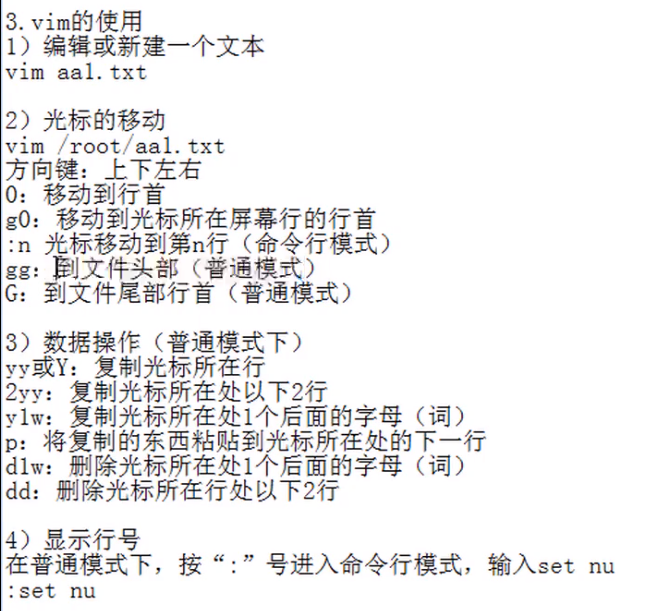 3.vim的使用
1）编辑或新建一个文本
vim aa1.txt
2）光标的移动
vim /root/aa1.txt
方向键：上下左右
0：移动到行首
g0：移动到光标所在屏幕行的行首
:n 光标移动到第n行（命令行模式）
gg：到文件头部（普通模式）
G：到文件尾部行首（普通模式）
3）数据操作（普通模式下）
yy或Y：复制光标所在行
2yy：复制光标所在处以下2行
y1w：复制光标所在处1个后面的字母（词）
p：将复制的东西粘贴到光标所在处的下一行
d1w：删除光标所在处1个后面的字母（词）
dd：删除光标所在行处以下2行
4）显示行号
在普通模式下，按“:”号进入命令行模式，输入set nu
:set nu